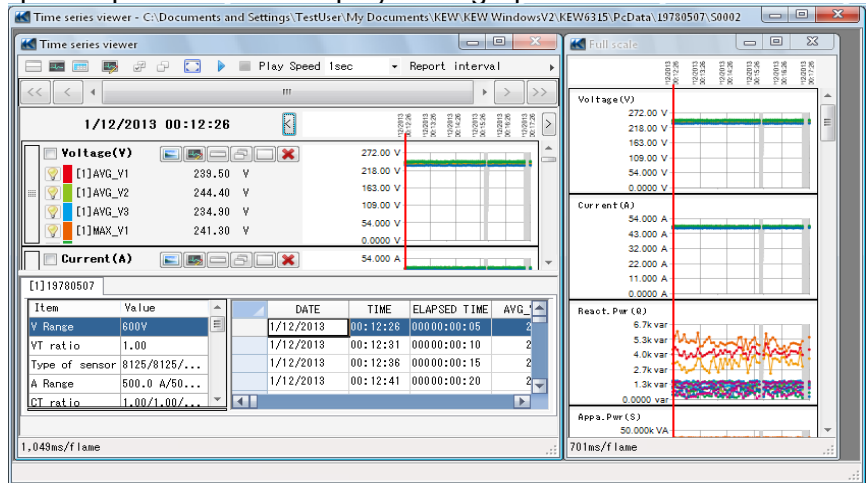 Time series viewer - C:\Documents and Settings\TestUser\My Documents\KEW\KEW WindowsV2\KEW6315\PcData\19780507\S0002
Time series viewer
Play Speed 1sec Report interval
<< < > >>
1/12/2013 00:12:26 < >
Voltage(V)
[1]AVG_V1 239.50 V
[1]AVG_V2 244.40 V
[1]AVG_V3 234.90 V
[1]MAX_V1 241.30 V
272.00 V
218.00 V
163.00 V
109.00 V
54.000 V
0.0000 V
Current(A)
54.000 A
[1]19780507
Item Value
V Range 600V
VT ratio 1.00
Type of sensor 8125/8125/...
A Range 500.0 A/50...
CT ratio 1.00/1.00/...
DATE TIME ELAPSED TIME AVG_
1/12/2013 00:12:26 00000:00:05 2
1/12/2013 00:12:31 00000:00:10 2
1/12/2013 00:12:36 00000:00:15 2
1/12/2013 00:12:41 00000:00:20 2
1,049ms/flame
Full scale
Voltage(V)
272.00 V
218.00 V
163.00 V
109.00 V
54.000 V
0.0000 V
Current(A)
54.000 A
43.000 A
32.000 A
22.000 A
11.000 A
0.0000 A
React.Pwr(Q)
6.7k var
5.3k var
4.0k var
2.7k var
1.3k var
0.0000 var
Appa.Pwr(S)
50.000k VA
701ms/flame